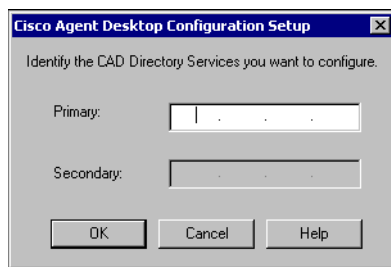 Cisco Agent Desktop Configuration Setup
Identify the CAD Directory Services you want to configure.
Primary:
. . .
Secondary:
. . .
OK Cancel Help